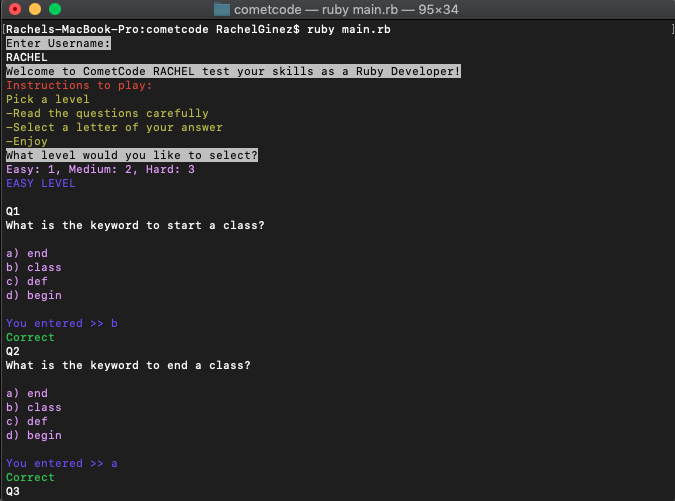 cometcode — ruby main.rb — 95×34
[Rachels-MacBook-Pro:cometcode RachelGinez$ ruby main.rb ]
Enter Username:
RACHEL
Welcome to CometCode RACHEL test your skills as a Ruby Developer!
Instructions to play:
Pick a level
-Read the questions carefully
-Select a letter of your answer
-Enjoy
What level would you like to select?
Easy: 1, Medium: 2, Hard: 3
EASY LEVEL
Q1
What is the keyword to start a class?
a) end
b) class
c) def
d) begin
You entered >> b
Correct
Q2
What is the keyword to end a class?
a) end
b) class
c) def
d) begin
You entered >> a
Correct
Q3